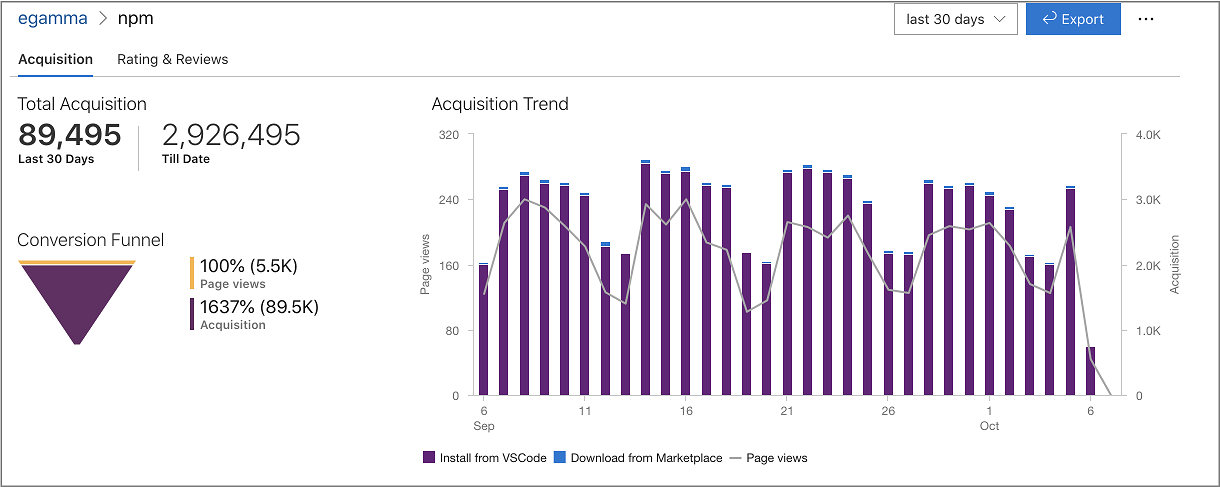 egamma > npm
last 30 days
Export
...
Acquisition Rating & Reviews
Total Acquisition
89,495
Last 30 Days
2,926,495
Till Date
Conversion Funnel
100% (5.5K)
Page views
1637% (89.5K)
Acquisition
Acquisition Trend
320
240
160
80
0
Page views
4.0K
3.0K
2.0K
1.0K
0
Acquisition
6 11 16 21 26 1 6
Sep Oct
Install from VSCode Download from Marketplace Page views